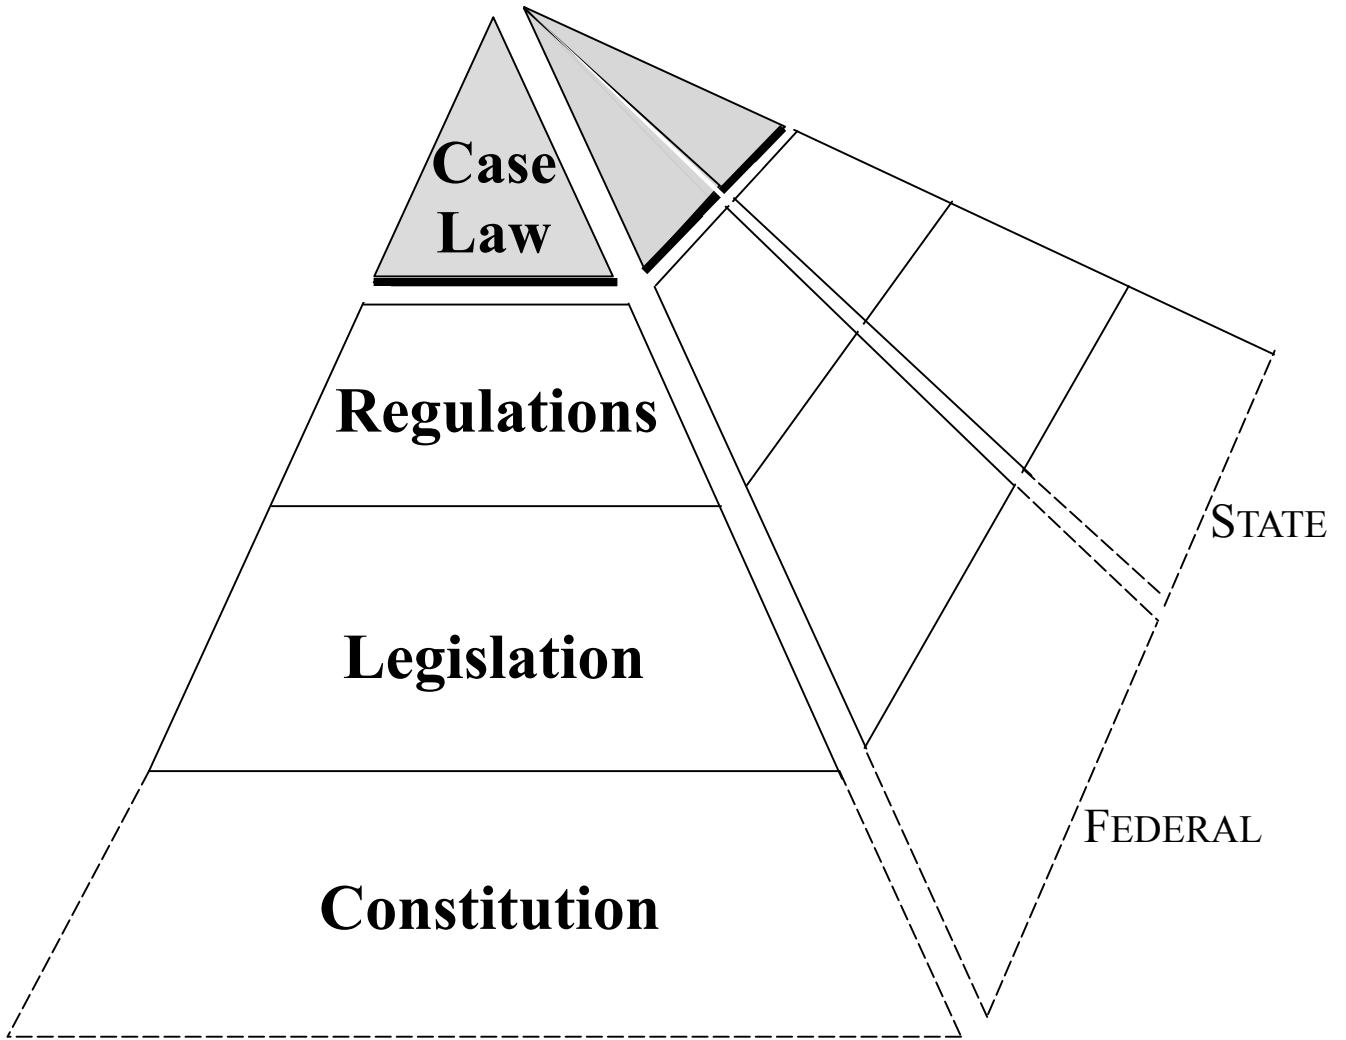 Case
Law
Regulations
Legislation
Constitution
STATE
FEDERAL